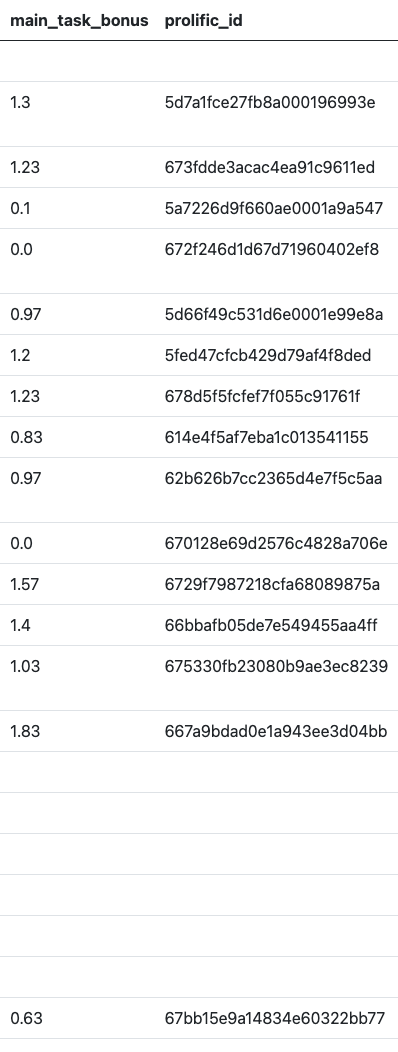 main_task_bonus prolific_id
1.3 5d7a1fce27fb8a000196993e
1.23 673fdde3acac4ea91c9611ed
0.1 5a7226d9f660ae0001a9a547
0.0 672f246d1d67d71960402ef8
0.97 5d66f49c531d6e0001e99e8a
1.2 5fed47cfcb429d79af4f8ded
1.23 678d5f5fcfef7f055c91761f
0.83 614e4f5af7eba1c013541155
0.97 62b626b7cc2365d4e7f5c5aa
0.0 670128e69d2576c4828a706e
1.57 6729f7987218cfa68089875a
1.4 66bbafb05de7e549455aa4ff
1.03 675330fb23080b9ae3ec8239
1.83 667a9bdad0e1a943ee3d04bb
0.63 67bb15e9a14834e60322bb77